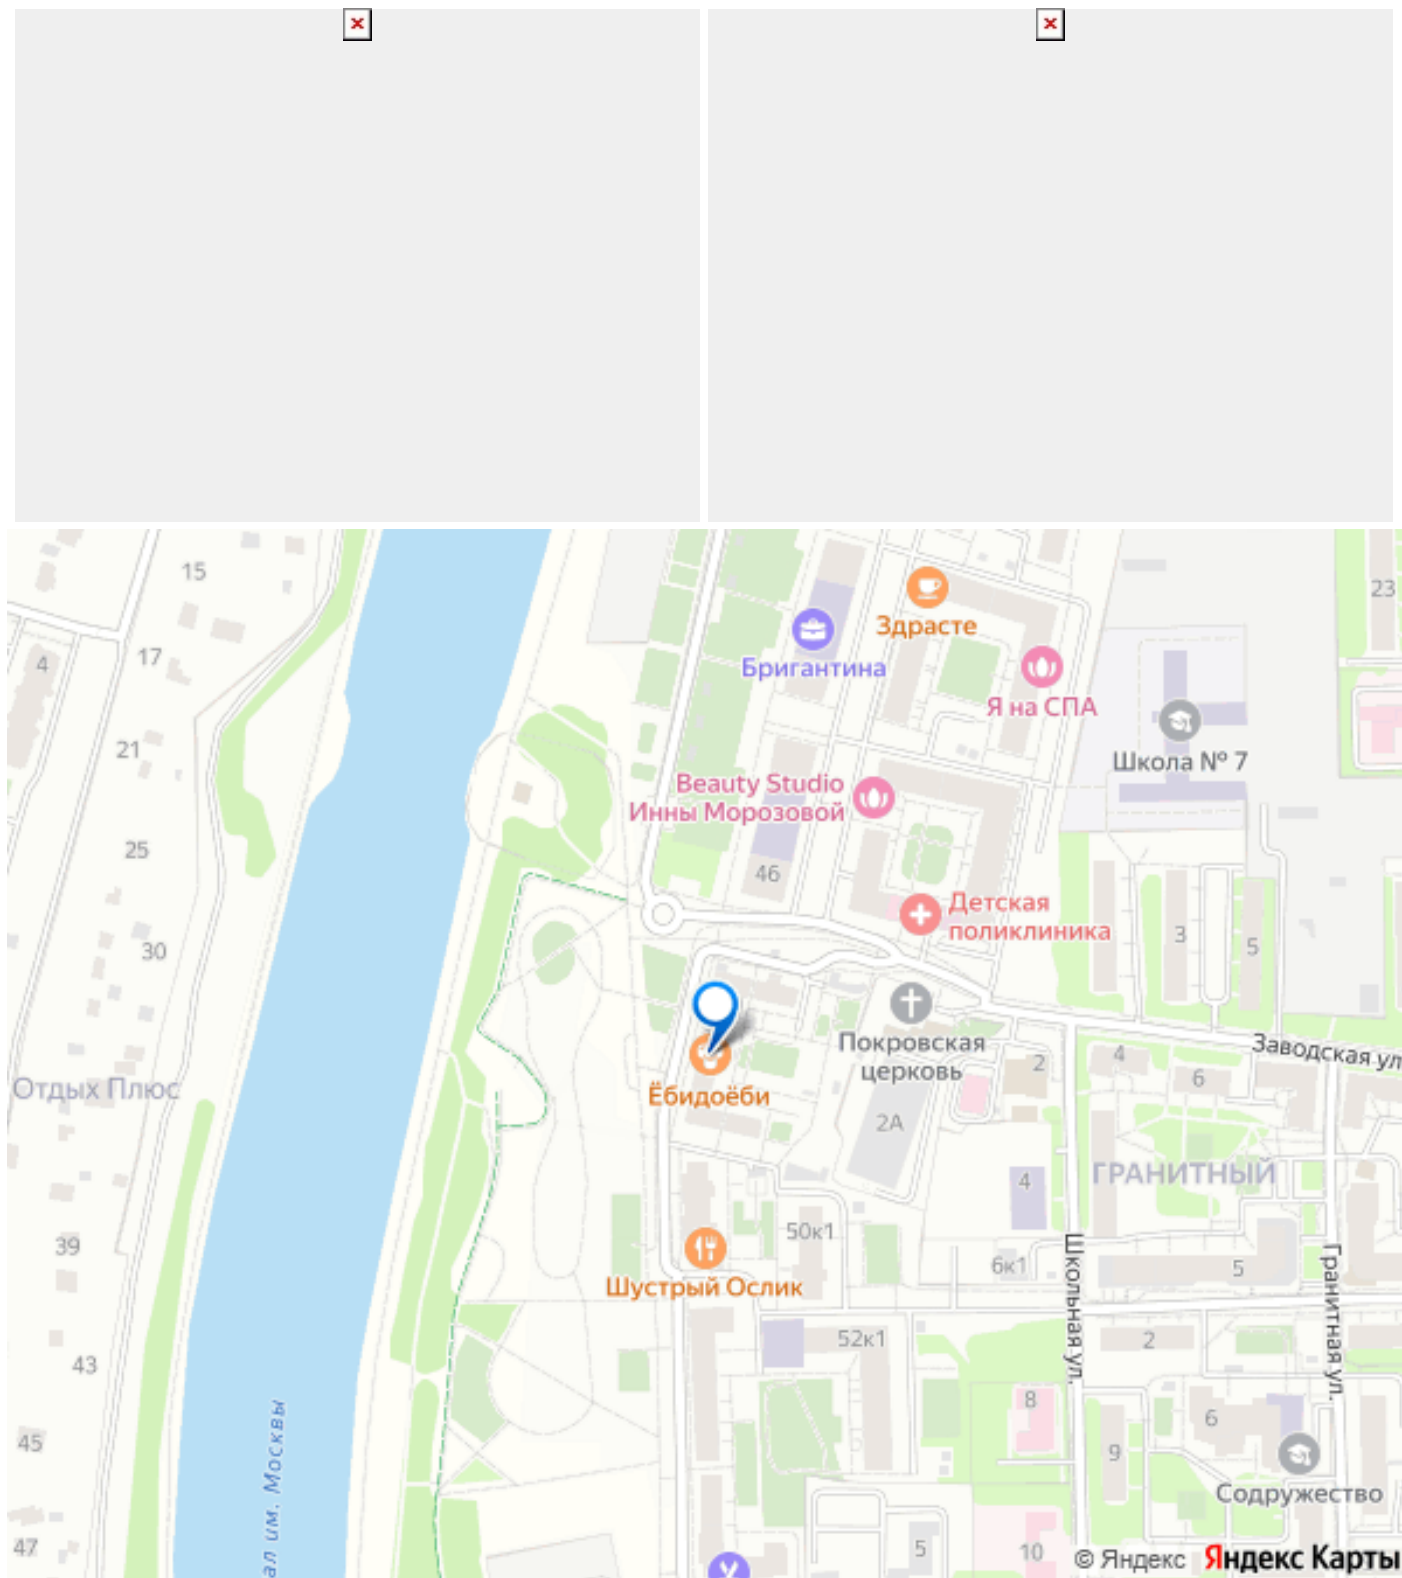 15
23
4
Здрасте
17
Бригантина
Я на СПА
21
Школа № 7
Beauty Studio
Инны Морозовой
25
46
Детская
поликлиника
30
3
5
Покровская
церковь
Заводская ул
2
4
6
Отдых Плюс
Ёбидоёби
2А
ГРАНИТНЫЙ
4
50к1
39
6к1
5
Школьная ул.
Гранитная ул.
Шустрый Ослик
52к1
2
43
8
6
45
9
ал им. Москвы
Содружество
47
5
10
© Яндекс
Яндекс Карты